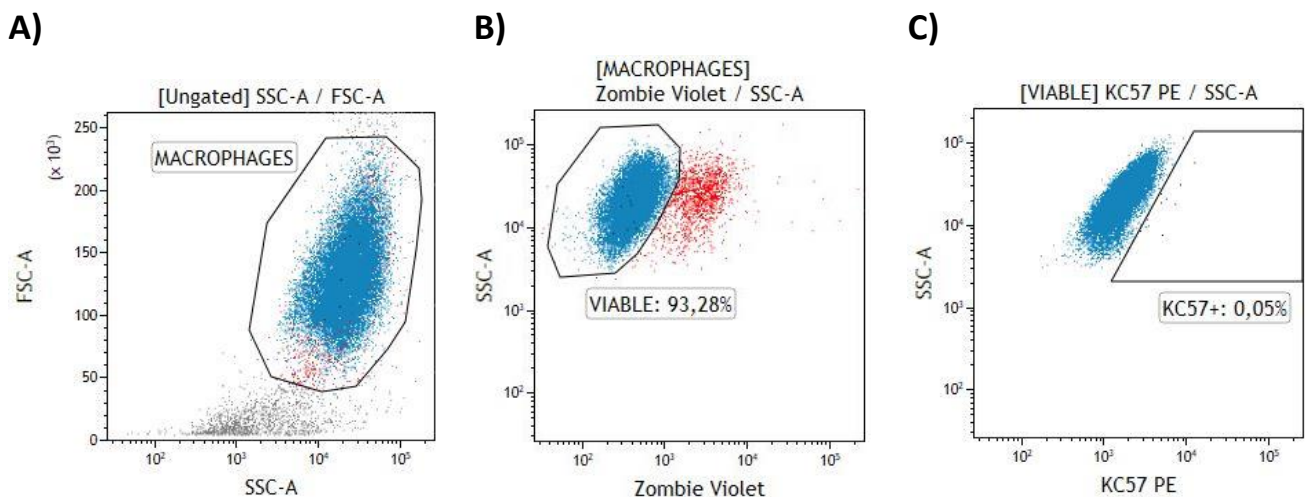 A)
[Ungated] SSC-A / FSC-A
(x 10³)
250
200
150
100
50
0
MACROPHAGES
FSC-A
10² 10³ 10⁴ 10⁵
SSC-A
B)
[MACROPHAGES]
Zombie Violet / SSC-A
10⁵
10⁴
10³
10²
SSC-A
VIABLE: 93,28%
10² 10³ 10⁴ 10⁵
Zombie Violet
C)
[VIABLE] KC57 PE / SSC-A
10⁵
10⁴
10³
10²
SSC-A
KC57+: 0,05%
10² 10³ 10⁴ 10⁵
KC57 PE